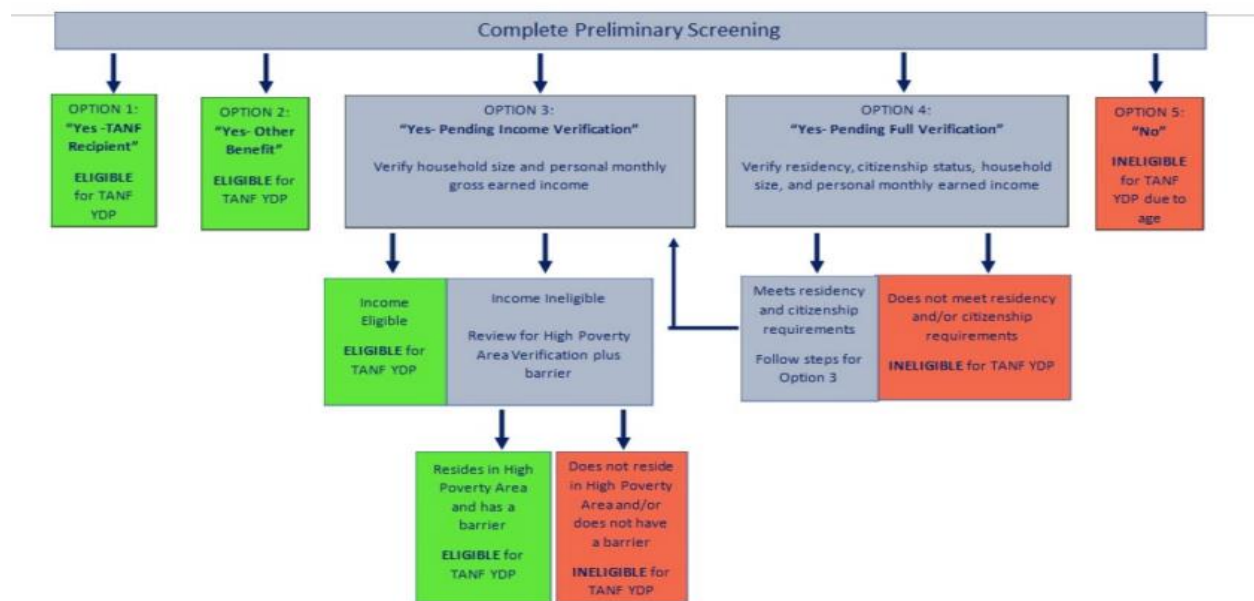 Complete Preliminary Screening
OPTION 1:
"Yes -TANF
Recipient"
ELIGIBLE
for TANF
YDP
OPTION 2:
"Yes- Other
Benefit"
ELIGIBLE for
TANF YDP
OPTION 3:
"Yes- Pending Income Verification"
Verify household size and personal monthly
gross earned income
OPTION 4:
"Yes- Pending Full Verification"
Verify residency, citizenship status, household
size, and personal monthly earned income
OPTION 5:
"No"
INELIGIBLE
for TANF
YDP due to
age
Income
Eligible
ELIGIBLE for
TANF YDP
Income Ineligible
Review for High Poverty
Area Verification plus
barrier
Meets residency
and citizenship
requirements
Follow steps for
Option 3
Does not meet residency
and/or citizenship
requirements
INELIGIBLE for TANF YDP
Resides in High
Poverty Area
and has a
barrier
ELIGIBLE for
TANF YDP
Does not reside
in High Poverty
Area and/or
does not have
a barrier
INELIGIBLE for
TANF YDP